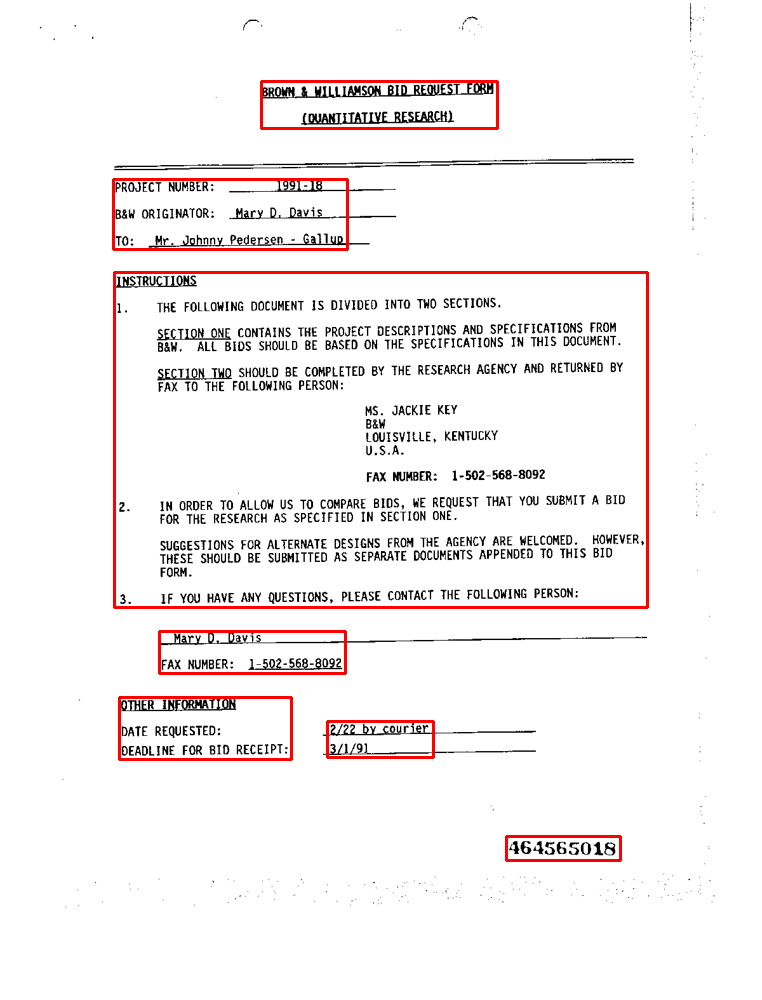 BROWN & WILLIAMSON BID REQUEST FORM
(QUANTITATIVE RESEARCH)
PROJECT NUMBER: 1991-18
B&W ORIGINATOR: Mary D. Davis
TO: Mr. Johnny Pedersen - Gallup
INSTRUCTIONS
1. THE FOLLOWING DOCUMENT IS DIVIDED INTO TWO SECTIONS.
SECTION ONE CONTAINS THE PROJECT DESCRIPTIONS AND SPECIFICATIONS FROM
B&W. ALL BIDS SHOULD BE BASED ON THE SPECIFICATIONS IN THIS DOCUMENT.
SECTION TWO SHOULD BE COMPLETED BY THE RESEARCH AGENCY AND RETURNED BY
FAX TO THE FOLLOWING PERSON:
MS. JACKIE KEY
B&W
LOUISVILLE, KENTUCKY
U.S.A.
FAX NUMBER: 1-502-568-8092
2. IN ORDER TO ALLOW US TO COMPARE BIDS, WE REQUEST THAT YOU SUBMIT A BID
FOR THE RESEARCH AS SPECIFIED IN SECTION ONE.
SUGGESTIONS FOR ALTERNATE DESIGNS FROM THE AGENCY ARE WELCOMED. HOWEVER,
THESE SHOULD BE SUBMITTED AS SEPARATE DOCUMENTS APPENDED TO THIS BID
FORM.
3. IF YOU HAVE ANY QUESTIONS, PLEASE CONTACT THE FOLLOWING PERSON:
Mary D. Davis
FAX NUMBER: 1-502-568-8092
OTHER INFORMATION
DATE REQUESTED: 2/22 by courier
DEADLINE FOR BID RECEIPT: 3/1/91
464565018